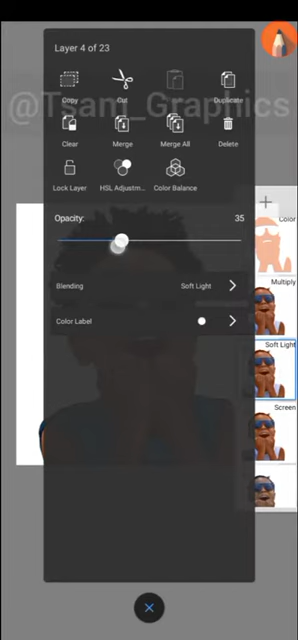 Layer 4 of 23
@Tsani_Graphics
Copy
Cut
Duplicate
Clear
Merge
Merge All
Delete
Lock Layer
HSL Adjustm...
Color Balance
Opacity:
35
Blending
Soft Light
Color Label
Color
Multiply
Soft Light
Screen